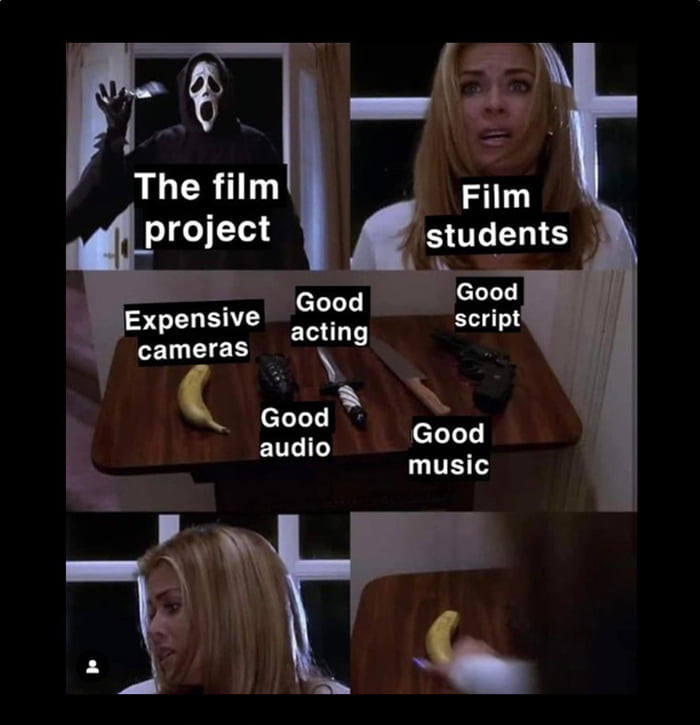 The film
project
Film
students
Expensive
cameras
Good
acting
Good
script
Good
audio
Good
music